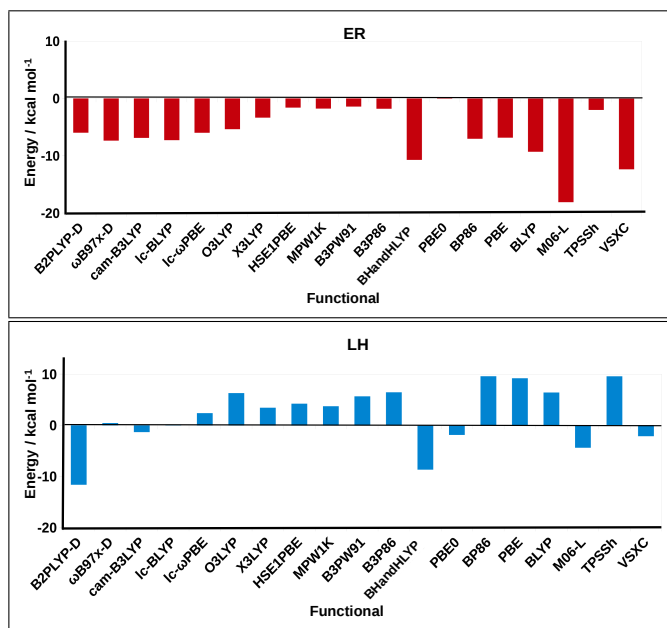 ER
Energy / kcal mol-1
10
0
-10
-20
B2PLYP-D
ωB97x-D
cam-B3LYP
lc-BLYP
lc-ωPBE
O3LYP
X3LYP
HSE1PBE
MPW1K
B3PW91
B3P86
BHandHLYP
PBE0
BP86
PBE
BLYP
M06-L
TPSSh
VSXC
Functional
LH
Energy / kcal mol-1
10
0
-10
-20
B2PLYP-D
ωB97x-D
cam-B3LYP
lc-BLYP
lc-ωPBE
O3LYP
X3LYP
HSE1PBE
MPW1K
B3PW91
B3P86
BHandHLYP
PBE0
BP86
PBE
BLYP
M06-L
TPSSh
VSXC
Functional